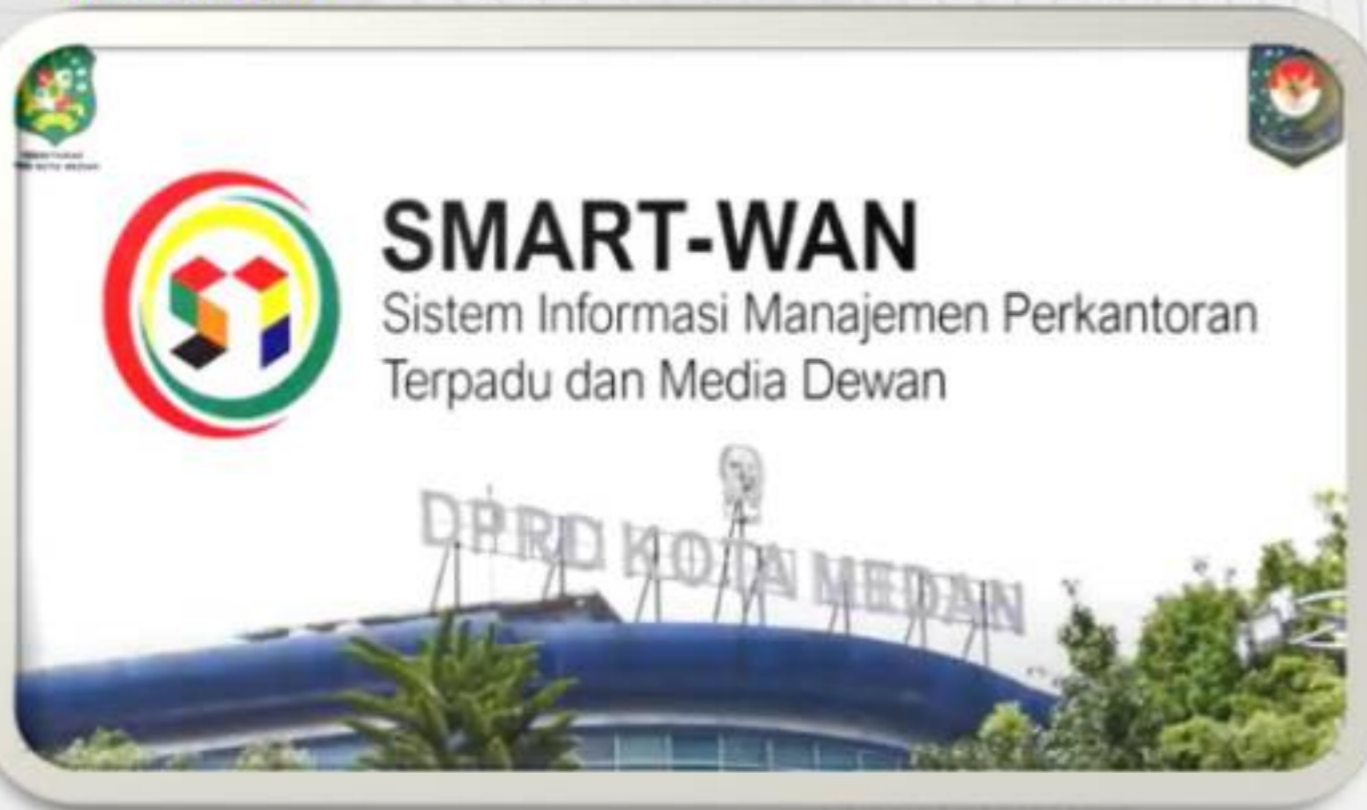 SMART-WAN
Sistem Informasi Manajemen Perkantoran
Terpadu dan Media Dewan
DPRD KOTA MEDAN